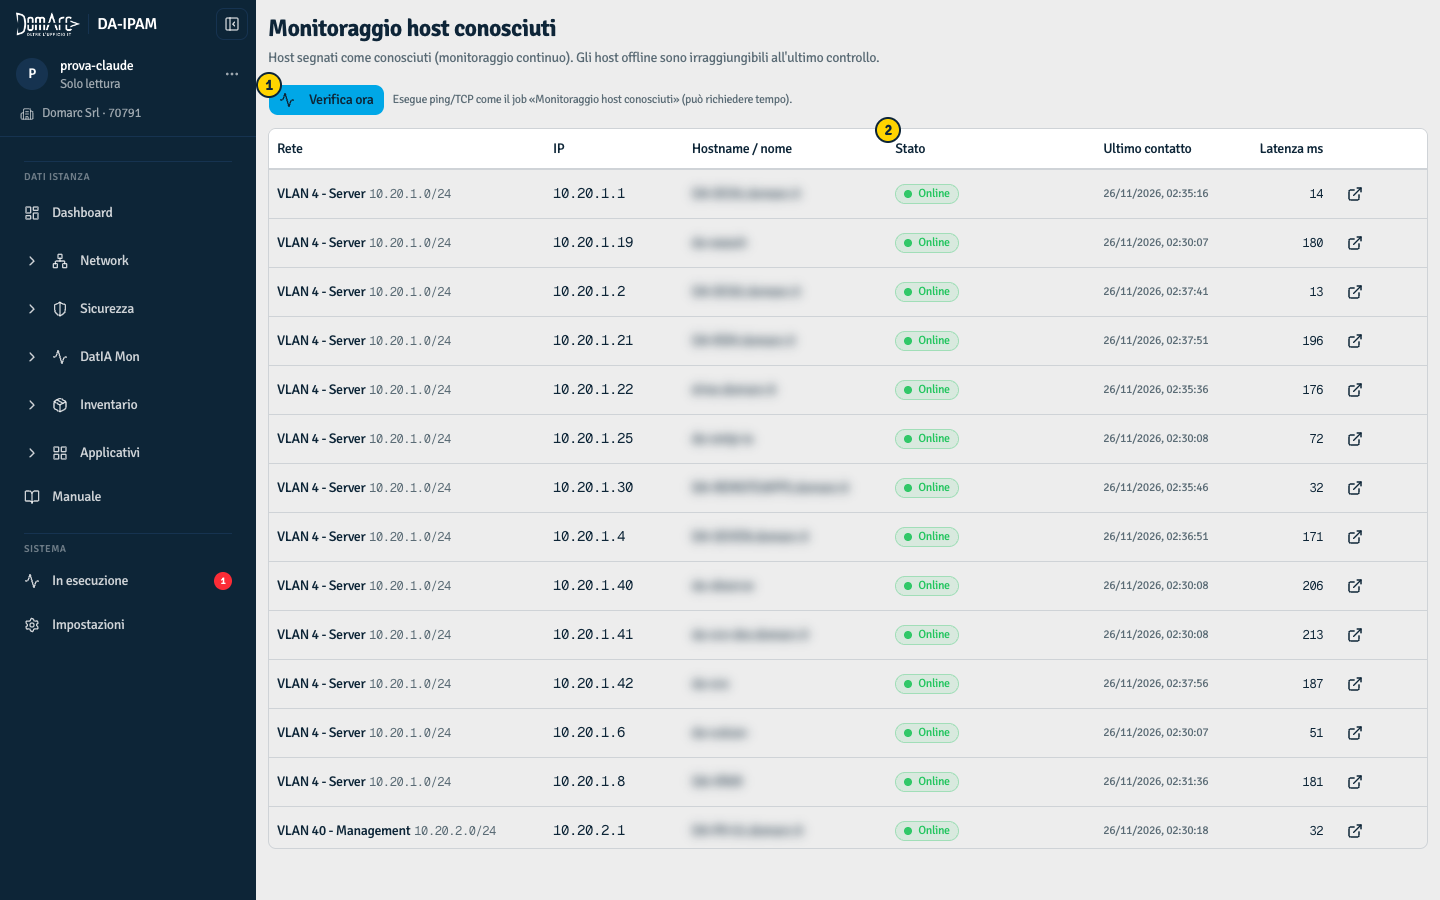 DomArc
OLTRE L'UFFICIO IT
DA-IPAM
P
prova-claude
Solo lettura
Domarc Srl · 70791
DATI ISTANZA
Dashboard
Network
Sicurezza
DatIA Mon
Inventario
Applicativi
Manuale
SISTEMA
In esecuzione 1
Impostazioni
Monitoraggio host conosciuti
Host segnati come conosciuti (monitoraggio continuo). Gli host offline sono irraggiungibili all'ultimo controllo.
1
Verifica ora Esegue ping/TCP come il job «Monitoraggio host conosciuti» (può richiedere tempo).
2
Rete IP Hostname / nome Stato Ultimo contatto Latenza ms
VLAN 4 - Server 10.20.1.0/24 10.20.1.1 Online 26/11/2026, 02:35:16 14
VLAN 4 - Server 10.20.1.0/24 10.20.1.19 Online 26/11/2026, 02:30:07 180
VLAN 4 - Server 10.20.1.0/24 10.20.1.2 Online 26/11/2026, 02:37:41 13
VLAN 4 - Server 10.20.1.0/24 10.20.1.21 Online 26/11/2026, 02:37:51 196
VLAN 4 - Server 10.20.1.0/24 10.20.1.22 Online 26/11/2026, 02:35:36 176
VLAN 4 - Server 10.20.1.0/24 10.20.1.25 Online 26/11/2026, 02:30:08 72
VLAN 4 - Server 10.20.1.0/24 10.20.1.30 Online 26/11/2026, 02:35:46 32
VLAN 4 - Server 10.20.1.0/24 10.20.1.4 Online 26/11/2026, 02:36:51 171
VLAN 4 - Server 10.20.1.0/24 10.20.1.40 Online 26/11/2026, 02:30:08 206
VLAN 4 - Server 10.20.1.0/24 10.20.1.41 Online 26/11/2026, 02:30:08 213
VLAN 4 - Server 10.20.1.0/24 10.20.1.42 Online 26/11/2026, 02:37:56 187
VLAN 4 - Server 10.20.1.0/24 10.20.1.6 Online 26/11/2026, 02:30:07 51
VLAN 4 - Server 10.20.1.0/24 10.20.1.8 Online 26/11/2026, 02:31:36 181
VLAN 40 - Management 10.20.2.0/24 10.20.2.1 Online 26/11/2026, 02:30:18 32